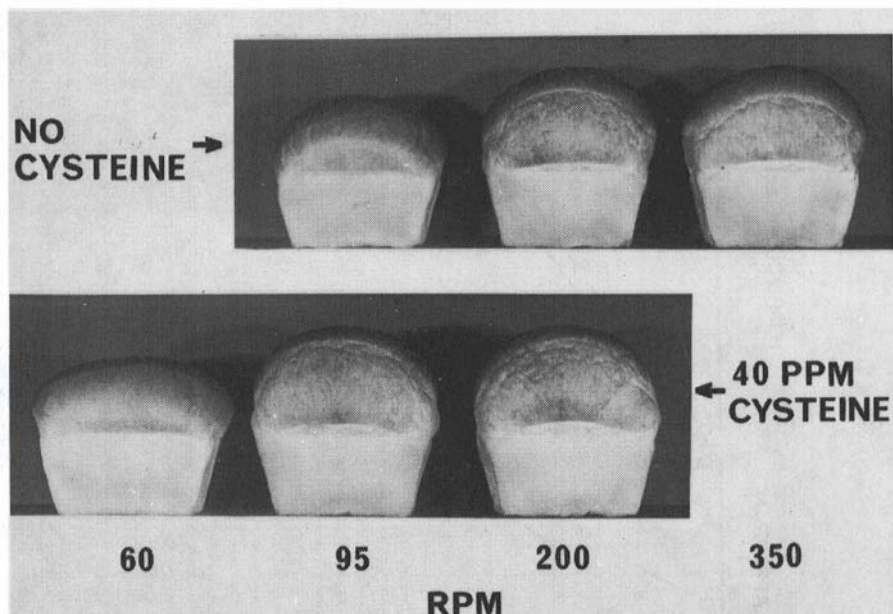 NO
CYSTEINE
40 PPM
CYSTEINE
60 95 200 350
RPM